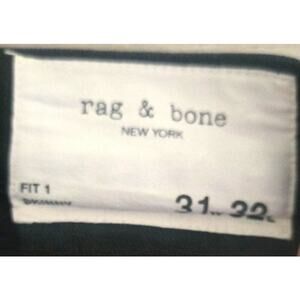 rag & bone
NEW YORK
FIT 1
31 32